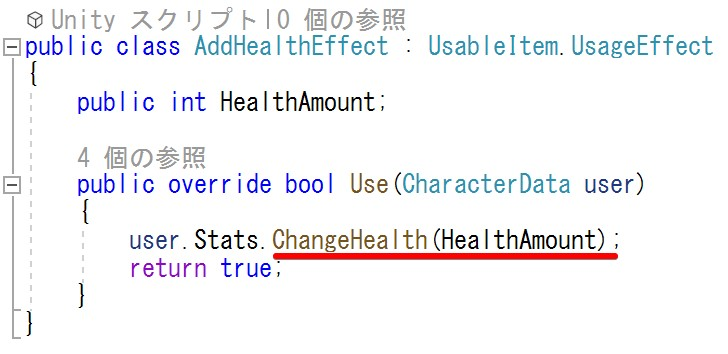 Unity スクリプト|0 個の参照
public class AddHealthEffect : UsableItem.UsageEffect
{
public int HealthAmount;
4 個の参照
public override bool Use(CharacterData user)
{
user.Stats.ChangeHealth(HealthAmount);
return true;
}
}